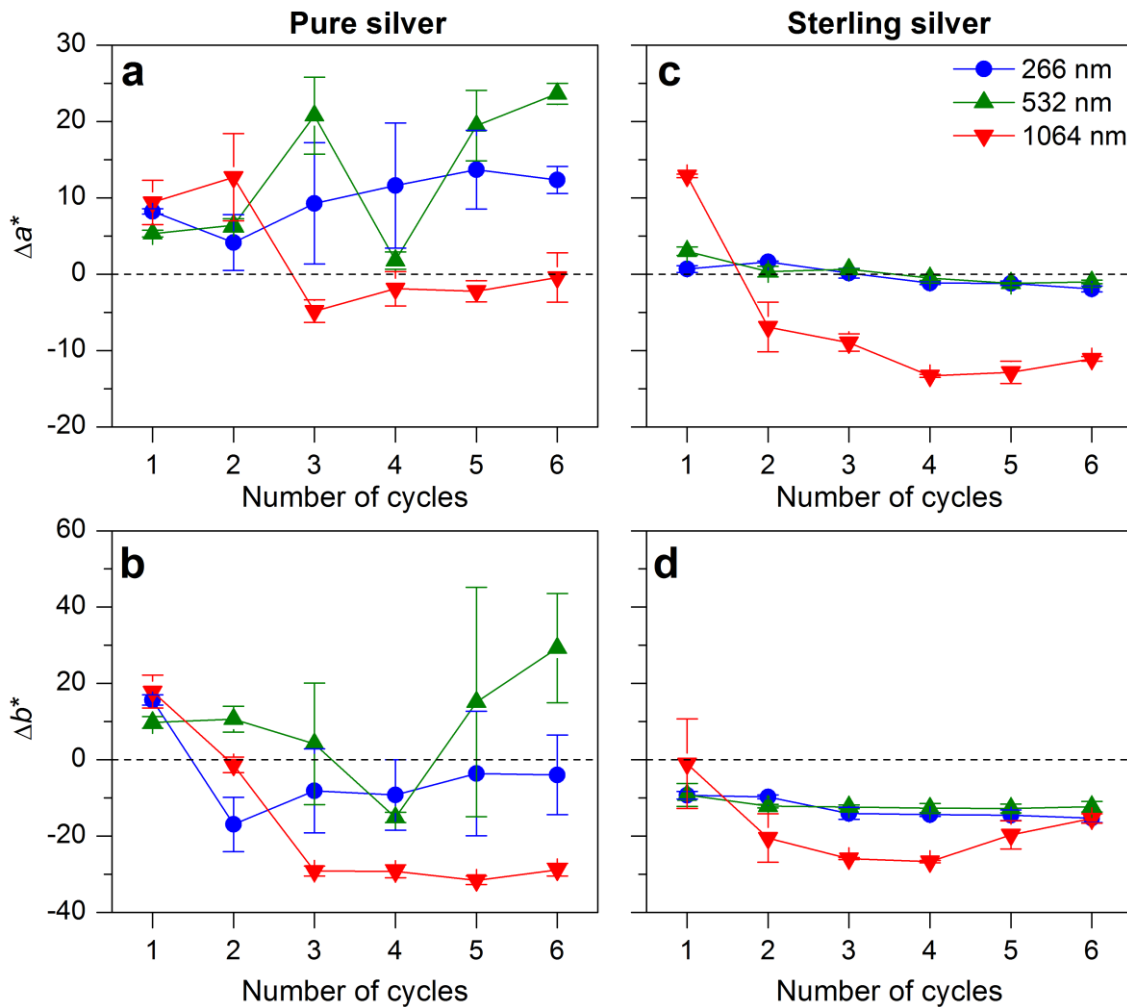 Pure silver
Sterling silver
a
30
20
10
0
-10
-20
Δa*
1 2 3 4 5 6
Number of cycles
c
266 nm
532 nm
1064 nm
1 2 3 4 5 6
Number of cycles
b
60
40
20
0
-20
-40
Δb*
1 2 3 4 5 6
Number of cycles
d
1 2 3 4 5 6
Number of cycles